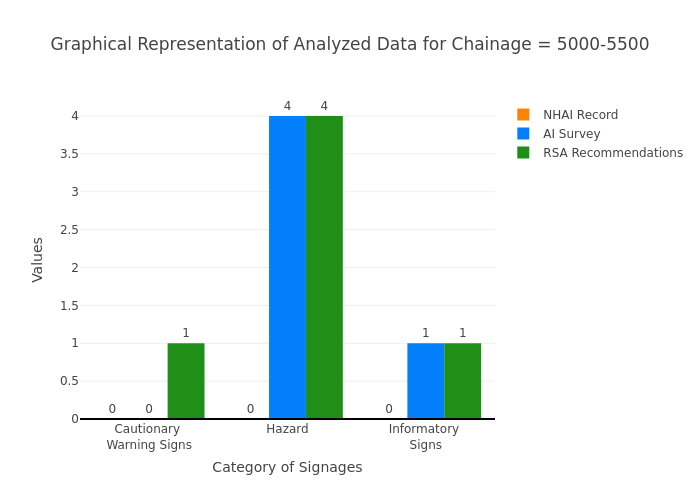 Graphical Representation of Analyzed Data for Chainage = 5000-5500
NHAI Record
AI Survey
RSA Recommendations
Values
4
3.5
3
2.5
2
1.5
1
0.5
0
0
0
1
0
4
4
0
1
1
Cautionary
Warning Signs
Hazard
Informatory
Signs
Category of Signages